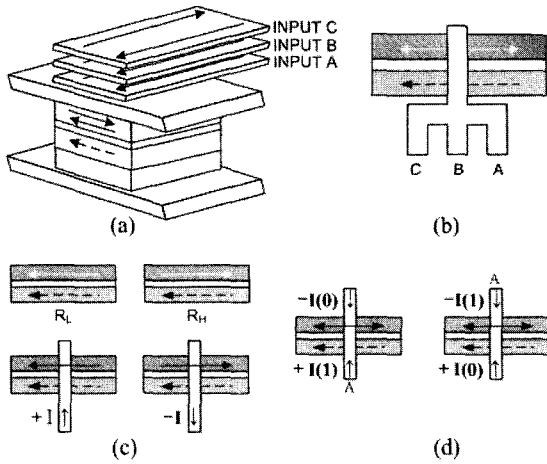 INPUT C
INPUT B
INPUT A
(a)
C B A
(b)
R_L R_H
+I -I
(c)
A
-I(0) -I(1)
+I(1) +I(0)
A
(d)